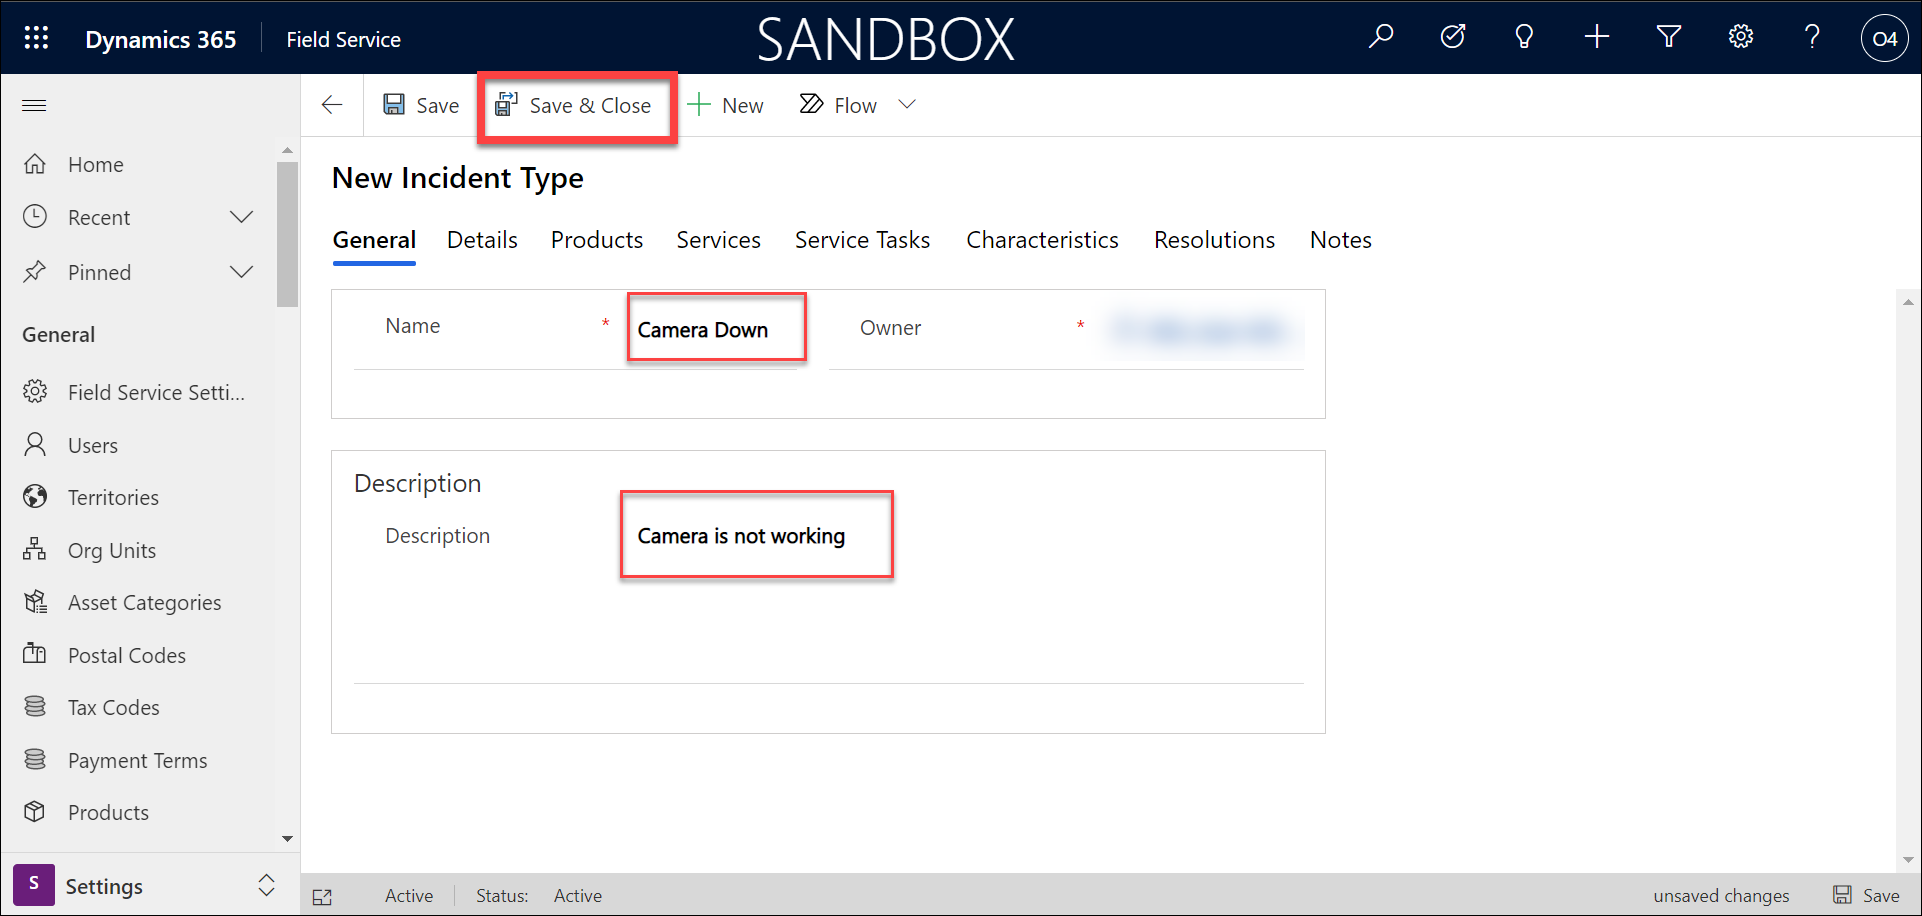 Dynamics 365 Field Service SANDBOX O4
Save Save & Close New Flow
Home
Recent
Pinned
General
Field Service Setti...
Users
Territories
Org Units
Asset Categories
Postal Codes
Tax Codes
Payment Terms
Products
S Settings
New Incident Type
General Details Products Services Service Tasks Characteristics Resolutions Notes
Name * Camera Down Owner *
Description
Description Camera is not working
Active Status: Active unsaved changes Save